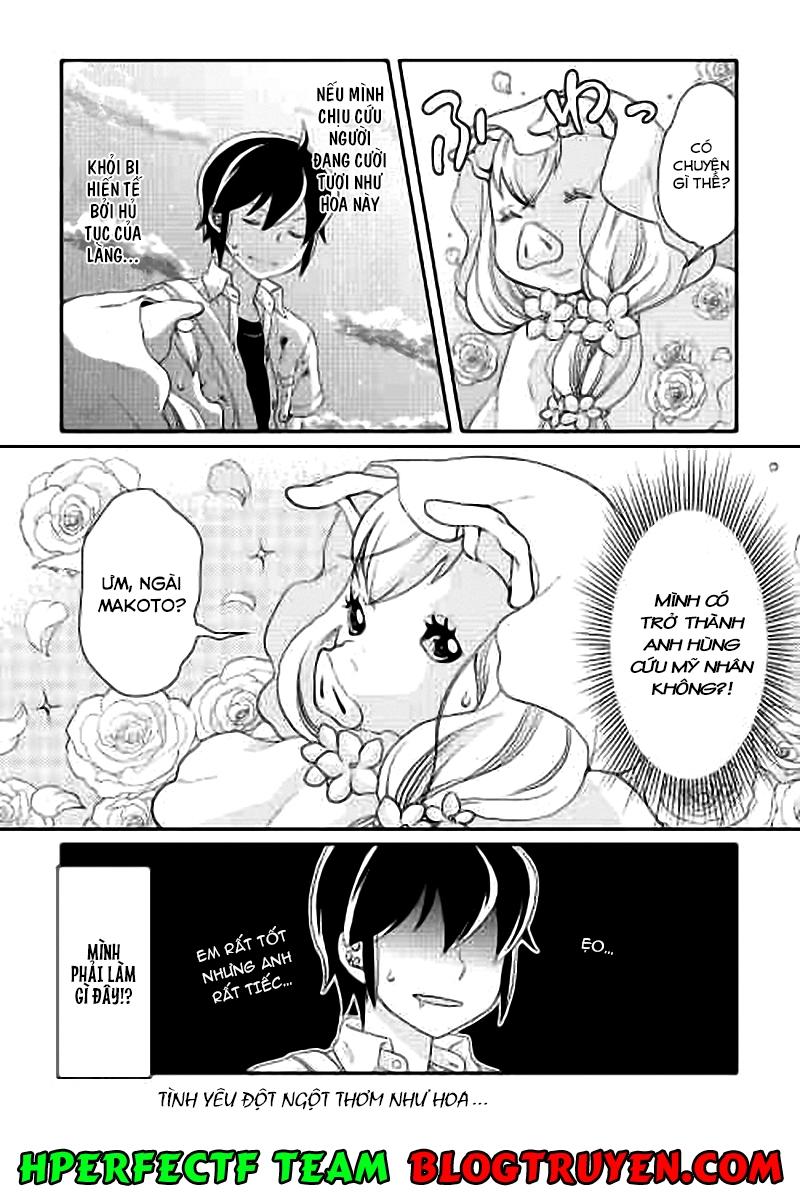 ふわっ
CÓ
CHUYỆN
GÌ THẾ?
NẾU MÌNH
CHỊU CỨU
NGƯỜI
ĐANG CƯỜI
TƯƠI NHƯ
HOA NÀY
KHỎI BỊ
HIẾN TẾ
BỞI HỦ
TỤC CỦA
LÀNG...
MÌNH CÓ
TRỞ THÀNH
ANH HÙNG
CỨU MỸ NHÂN
KHÔNG?!
ƯM, NGÀI
MAKOTO?
ẸO...
EM RẤT TỐT
NHƯNG ANH
RẤT TIẾC...
MÌNH
PHẢI LÀM
GÌ ĐÂY!?
TÌNH YÊU ĐỘT NGỘT THƠM NHƯ HOA...
HPERFECTF TEAM BLOGTRUYEN.COM